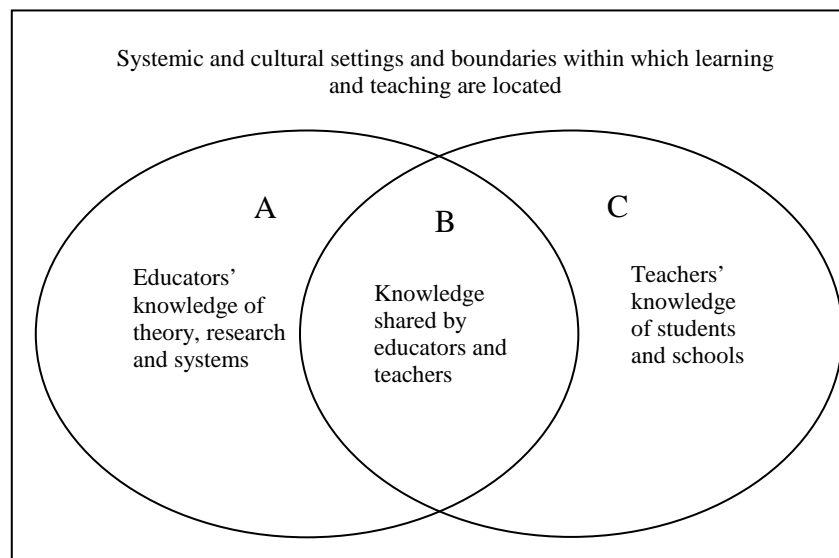 Systemic and cultural settings and boundaries within which learning
and teaching are located
A
B
C
Educators’
knowledge of
theory, research
and systems
Knowledge
shared by
educators and
teachers
Teachers’
knowledge
of students
and schools